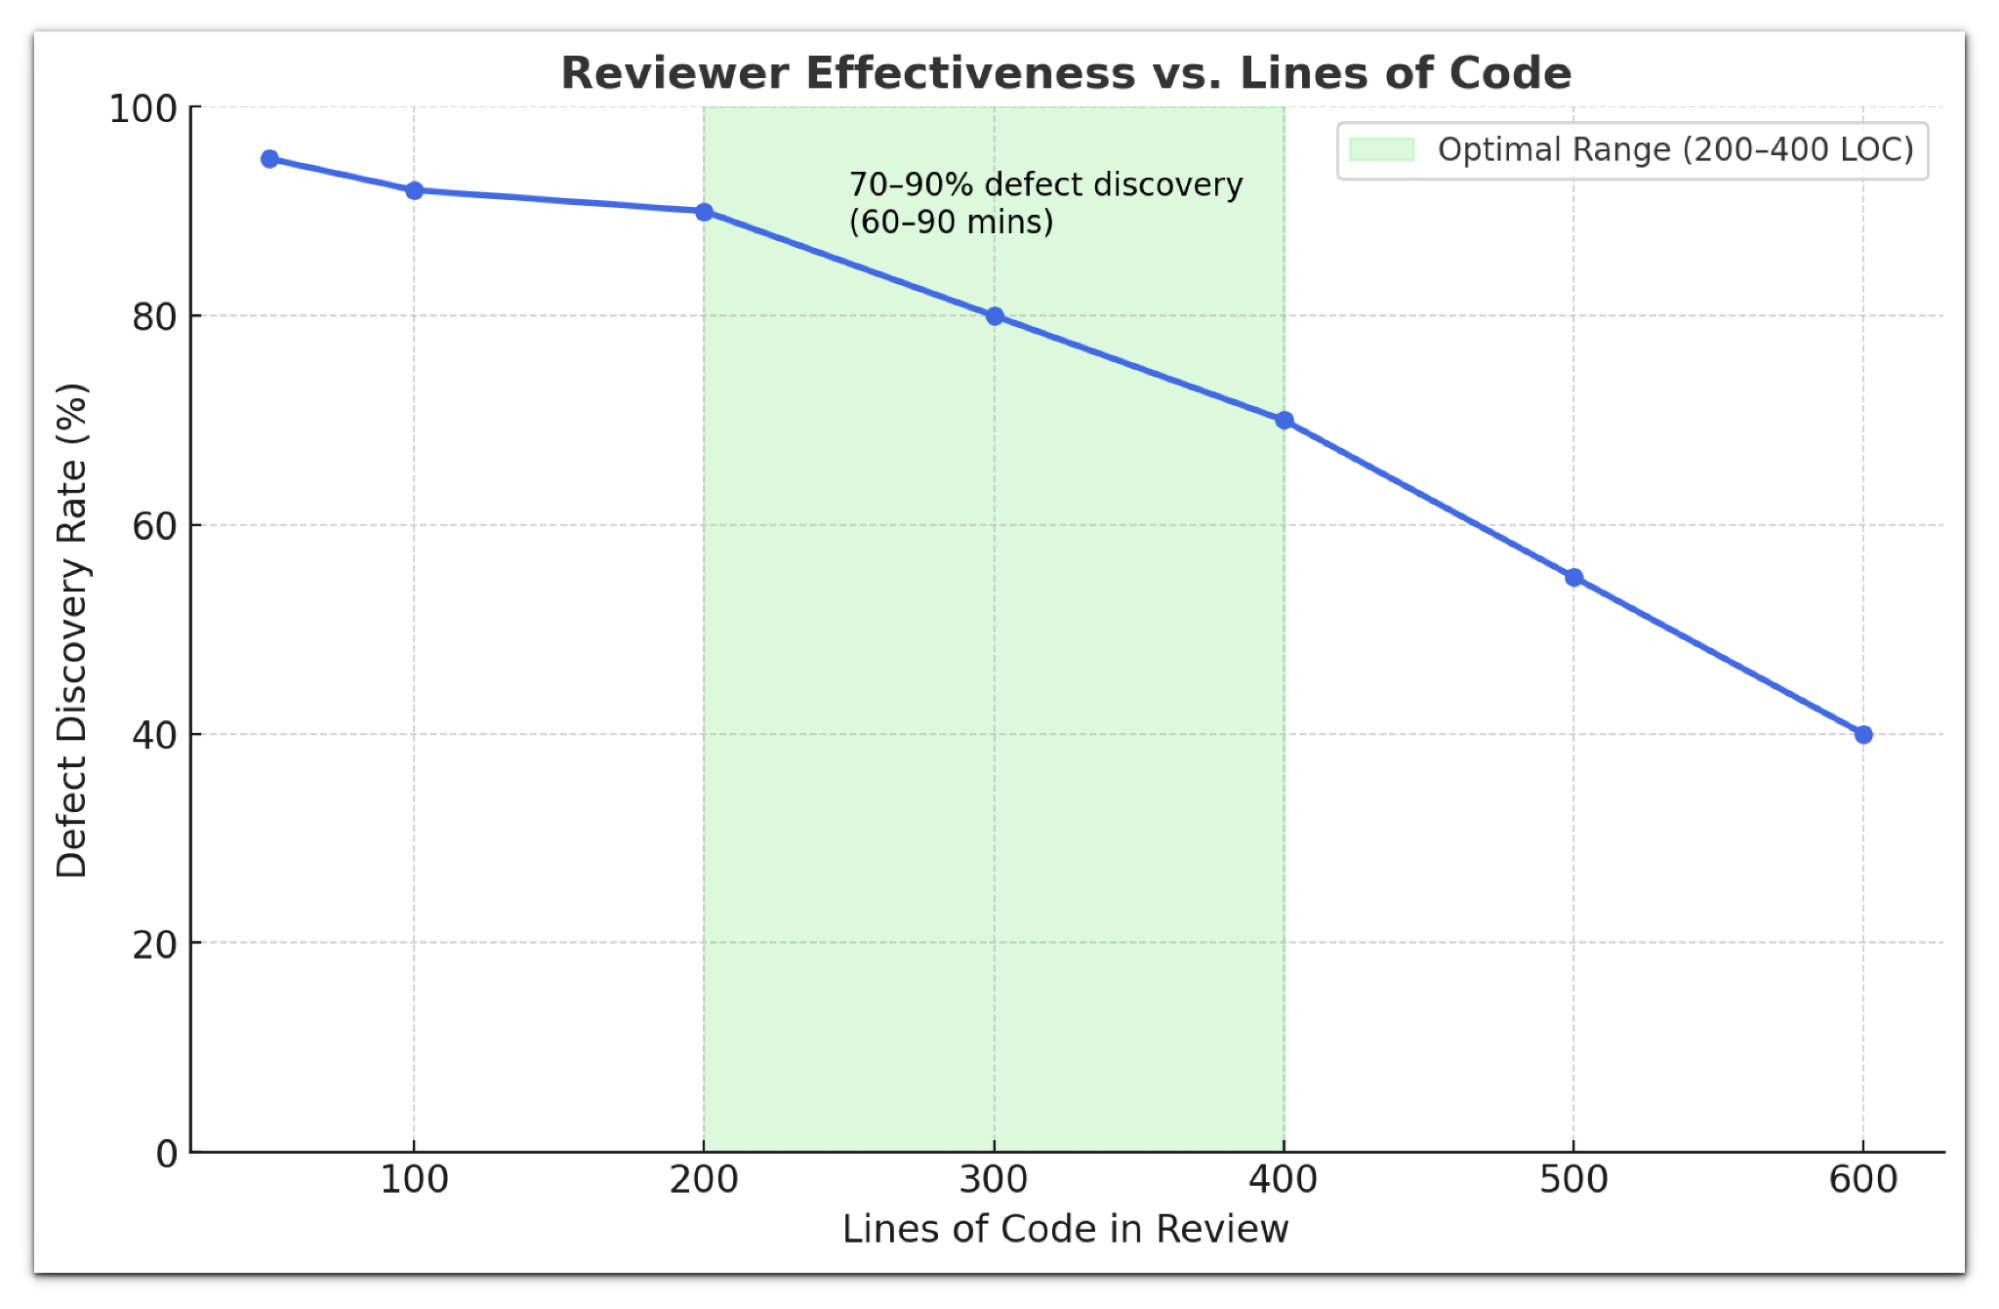 Reviewer Effectiveness vs. Lines of Code
Optimal Range (200–400 LOC)
70–90% defect discovery
(60–90 mins)
Defect Discovery Rate (%)
100
80
60
40
20
0
100 200 300 400 500 600
Lines of Code in Review